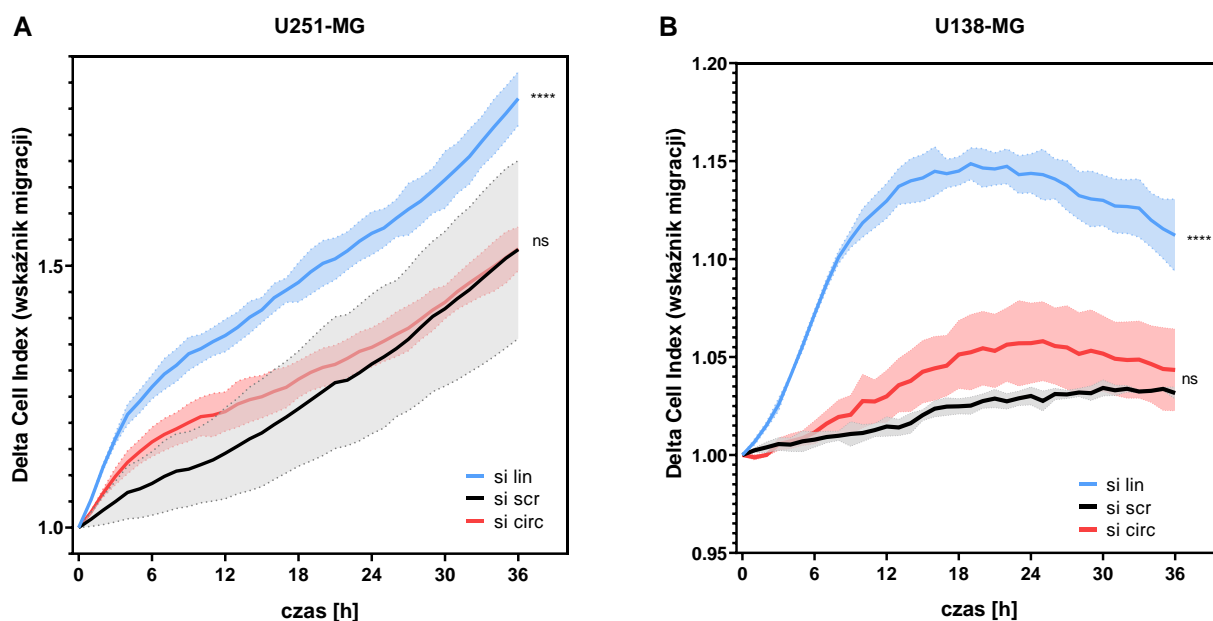 A
U251-MG
Delta Cell Index (wskaźnik migracji)
1.5
1.0
0
6
12
18
24
30
36
czas [h]
****
ns
si lin
si scr
si circ
B
U138-MG
Delta Cell Index (wskaźnik migracji)
1.20
1.15
1.10
1.05
1.00
0.95
0
6
12
18
24
30
36
czas [h]
****
ns
si lin
si scr
si circ